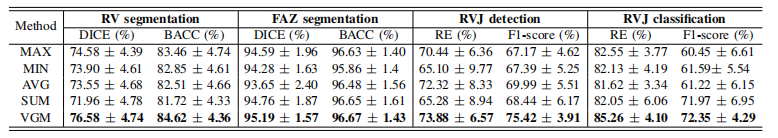 Method RV segmentation FAZ segmentation RVJ detection RVJ classification
DICE (%) BACC (%) DICE (%) BACC (%) RE (%) F1-score (%) RE (%) F1-score (%)
MAX 74.58 ± 4.39 83.46 ± 4.74 94.59 ± 1.96 96.63 ± 1.40 70.44 ± 6.36 67.17 ± 4.62 82.55 ± 3.77 60.45 ± 6.61
MIN 73.90 ± 4.61 82.85 ± 4.61 94.28 ± 1.63 95.86 ± 1.4 65.10 ± 9.77 67.39 ± 5.25 82.13 ± 4.19 61.59± 5.54
AVG 73.55 ± 4.68 82.51 ± 4.66 93.65 ± 2.40 96.48 ± 1.56 72.32 ± 8.33 69.99 ± 5.51 81.62 ± 3.34 61.22 ± 6.15
SUM 71.96 ± 4.78 81.72 ± 4.33 94.76 ± 1.87 96.65 ± 1.61 65.28 ± 8.94 68.44 ± 6.17 82.05 ± 6.06 71.97 ± 6.95
VGM 76.58 ± 4.74 84.62 ± 4.36 95.19 ± 1.57 96.67 ± 1.43 73.88 ± 6.57 75.42 ± 3.91 85.26 ± 4.10 72.35 ± 4.29